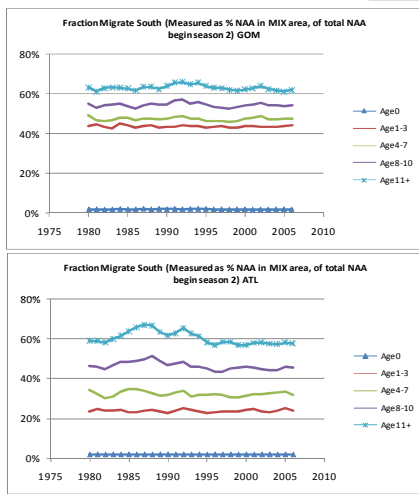 Fraction Migrate South (Measured as % NAA in MIX area, of total NAA
begin season 2) GOM
80%
60%
40%
20%
0%
1975 1980 1985 1990 1995 2000 2005 2010
Age0
Age1-3
Age4-7
Age8-10
Age11+
Fraction Migrate South (Measured as % NAA in MIX area, of total NAA
begin season 2) ATL
80%
60%
40%
20%
0%
1975 1980 1985 1990 1995 2000 2005 2010
Age0
Age1-3
Age4-7
Age8-10
Age11+